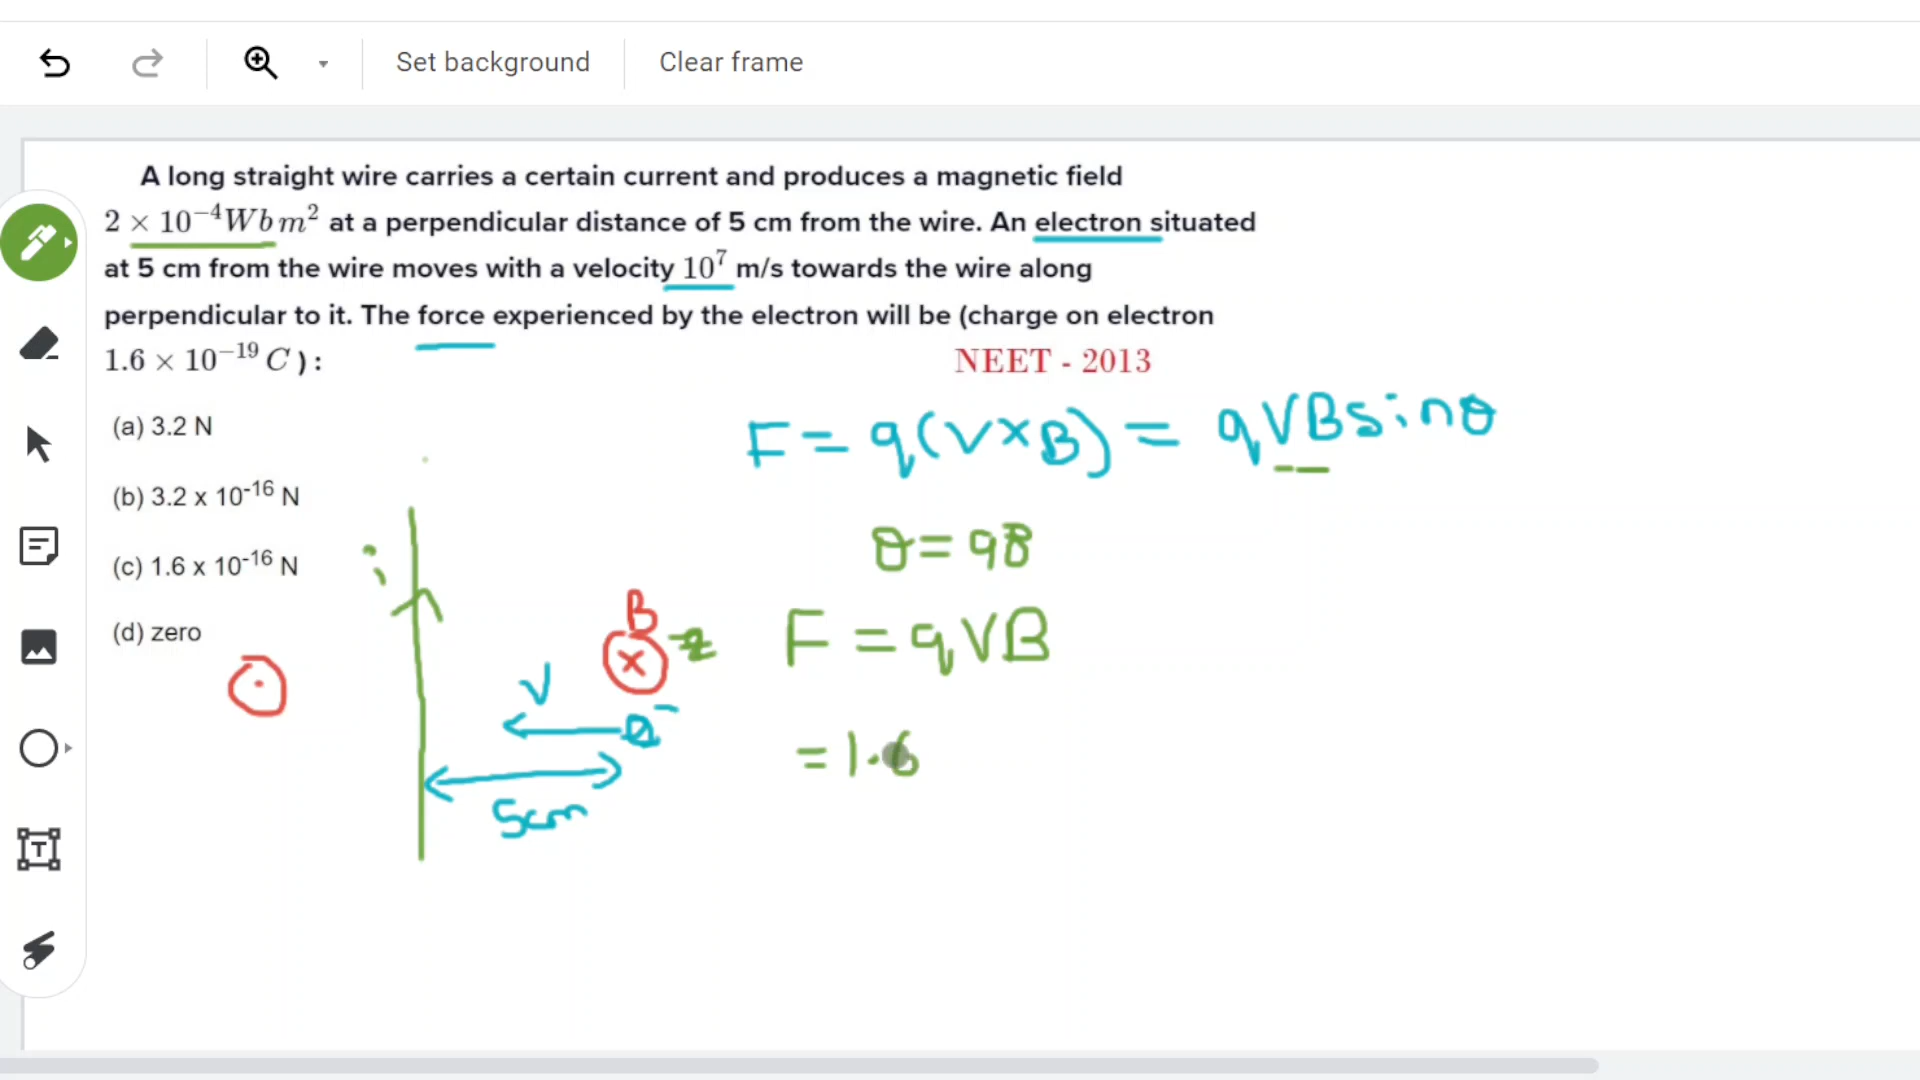 Set background
Clear frame
A long straight wire carries a certain current and produces a magnetic field
2 × 10⁻⁴Wb m² at a perpendicular distance of 5 cm from the wire. An electron situated
at 5 cm from the wire moves with a velocity 10⁷ m/s towards the wire along
perpendicular to it. The force experienced by the electron will be (charge on electron
1.6 × 10⁻¹⁹ C ) :
NEET - 2013
(a) 3.2 N
(b) 3.2 x 10⁻¹⁶ N
(c) 1.6 x 10⁻¹⁶ N
(d) zero
F = q(V×B) = qVBsinθ
θ = 90
F = qVB
= 1.6
i
B
V
5cm